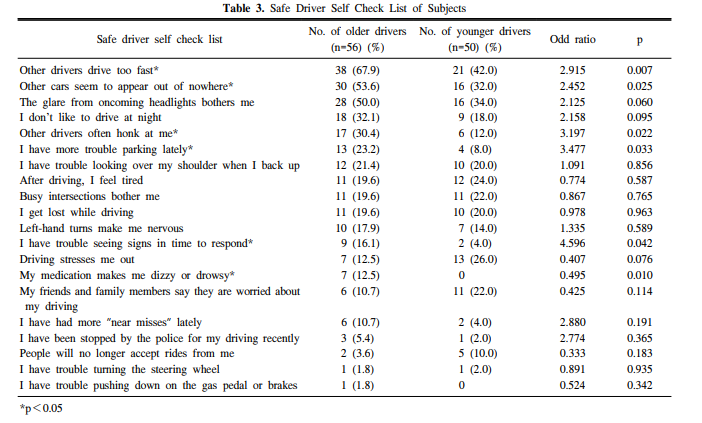 Table 3. Safe Driver Self Check List of Subjects
Safe driver self check list No. of older drivers (n=56) (%) No. of younger drivers (n=50) (%) Odd ratio p
Other drivers drive too fast* 38 (67.9) 21 (42.0) 2.915 0.007
Other cars seem to appear out of nowhere* 30 (53.6) 16 (32.0) 2.452 0.025
The glare from oncoming headlights bothers me 28 (50.0) 16 (34.0) 2.125 0.060
I don't like to drive at night 18 (32.1) 9 (18.0) 2.158 0.095
Other drivers often honk at me* 17 (30.4) 6 (12.0) 3.197 0.022
I have more trouble parking lately* 13 (23.2) 4 (8.0) 3.477 0.033
I have trouble looking over my shoulder when I back up 12 (21.4) 10 (20.0) 1.091 0.856
After driving, I feel tired 11 (19.6) 12 (24.0) 0.774 0.587
Busy intersections bother me 11 (19.6) 11 (22.0) 0.867 0.765
I get lost while driving 11 (19.6) 10 (20.0) 0.978 0.963
Left-hand turns make me nervous 10 (17.9) 7 (14.0) 1.335 0.589
I have trouble seeing signs in time to respond* 9 (16.1) 2 (4.0) 4.596 0.042
Driving stresses me out 7 (12.5) 13 (26.0) 0.407 0.076
My medication makes me dizzy or drowsy* 7 (12.5) 0 0.495 0.010
My friends and family members say they are worried about 6 (10.7) 11 (22.0) 0.425 0.114
my driving
I have had more "near misses" lately 6 (10.7) 2 (4.0) 2.880 0.191
I have been stopped by the police for my driving recently 3 (5.4) 1 (2.0) 2.774 0.365
People will no longer accept rides from me 2 (3.6) 5 (10.0) 0.333 0.183
I have trouble turning the steering wheel 1 (1.8) 1 (2.0) 0.891 0.935
I have trouble pushing down on the gas pedal or brakes 1 (1.8) 0 0.524 0.342
*p<0.05